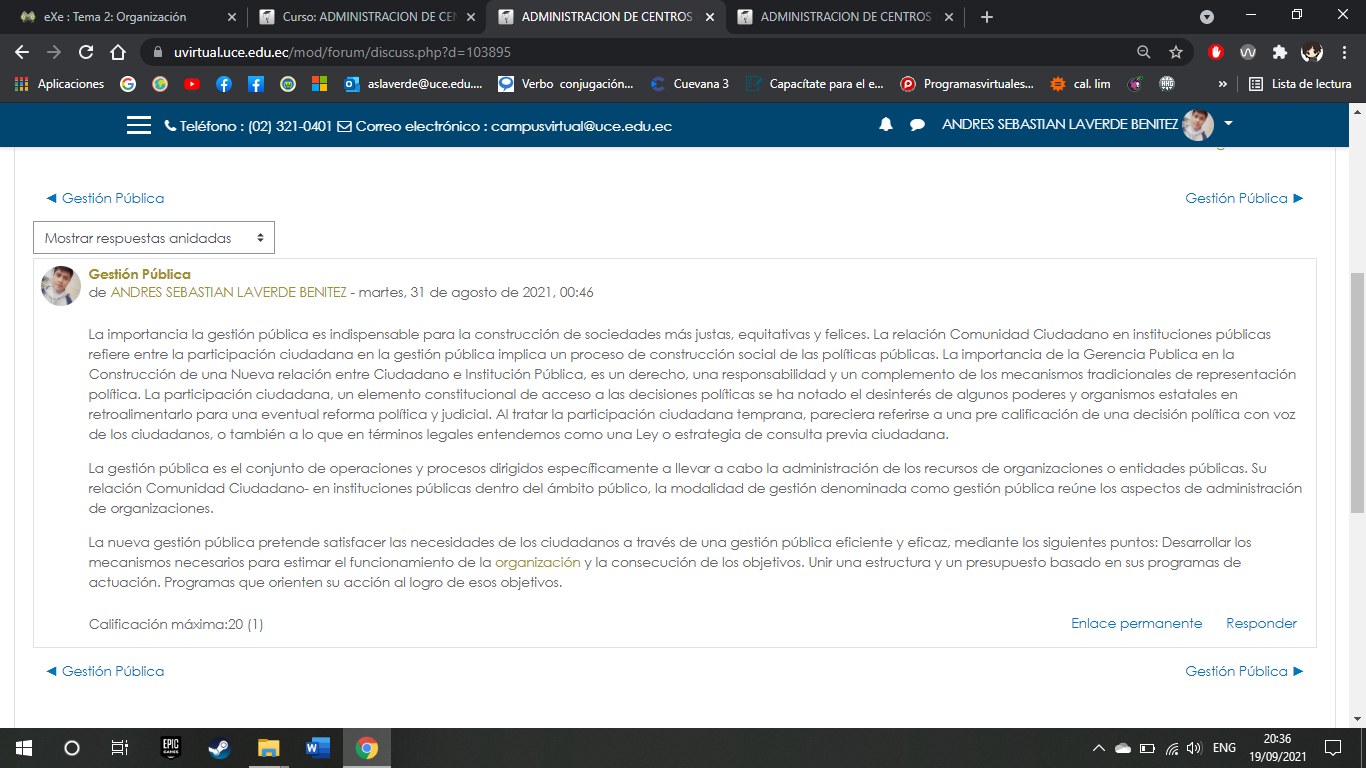 eXe : Tema 2: Organización
Curso: ADMINISTRACION DE CEN
ADMINISTRACION DE CENTROS
ADMINISTRACION DE CENTROS
uvirtual.uce.edu.ec/mod/forum/discuss.php?d=103895
Aplicaciones
aslaverde@uce.edu....
Verbo conjugación...
Cuevana 3
Capacítate para el e...
Programasvirtuales...
cal. lim
»
Lista de lectura
Teléfono : (02) 321-0401 Correo electrónico : campusvirtual@uce.edu.ec
ANDRES SEBASTIAN LAVERDE BENITEZ
◄ Gestión Pública
Gestión Pública ►
Mostrar respuestas anidadas
Gestión Pública
de ANDRES SEBASTIAN LAVERDE BENITEZ - martes, 31 de agosto de 2021, 00:46
La importancia la gestión pública es indispensable para la construcción de sociedades más justas, equitativas y felices. La relación Comunidad Ciudadano en instituciones públicas
refiere entre la participación ciudadana en la gestión pública implica un proceso de construcción social de las políticas públicas. La importancia de la Gerencia Publica en la
Construcción de una Nueva relación entre Ciudadano e Institución Pública, es un derecho, una responsabilidad y un complemento de los mecanismos tradicionales de representación
política. La participación ciudadana, un elemento constitucional de acceso a las decisiones políticas se ha notado el desinterés de algunos poderes y organismos estatales en
retroalimentarlo para una eventual reforma política y judicial. Al tratar la participación ciudadana temprana, pareciera referirse a una pre calificación de una decisión política con voz
de los ciudadanos, o también a lo que en términos legales entendemos como una Ley o estrategia de consulta previa ciudadana.
La gestión pública es el conjunto de operaciones y procesos dirigidos específicamente a llevar a cabo la administración de los recursos de organizaciones o entidades públicas. Su
relación Comunidad Ciudadano- en instituciones públicas dentro del ámbito público, la modalidad de gestión denominada como gestión pública reúne los aspectos de administración
de organizaciones.
La nueva gestión pública pretende satisfacer las necesidades de los ciudadanos a través de una gestión pública eficiente y eficaz, mediante los siguientes puntos: Desarrollar los
mecanismos necesarios para estimar el funcionamiento de la organización y la consecución de los objetivos. Unir una estructura y un presupuesto basado en sus programas de
actuación. Programas que orienten su acción al logro de esos objetivos.
Calificación máxima:20 (1)
Enlace permanente Responder
◄ Gestión Pública
Gestión Pública ►
EPIC GAMES
ENG
20:36
19/09/2021